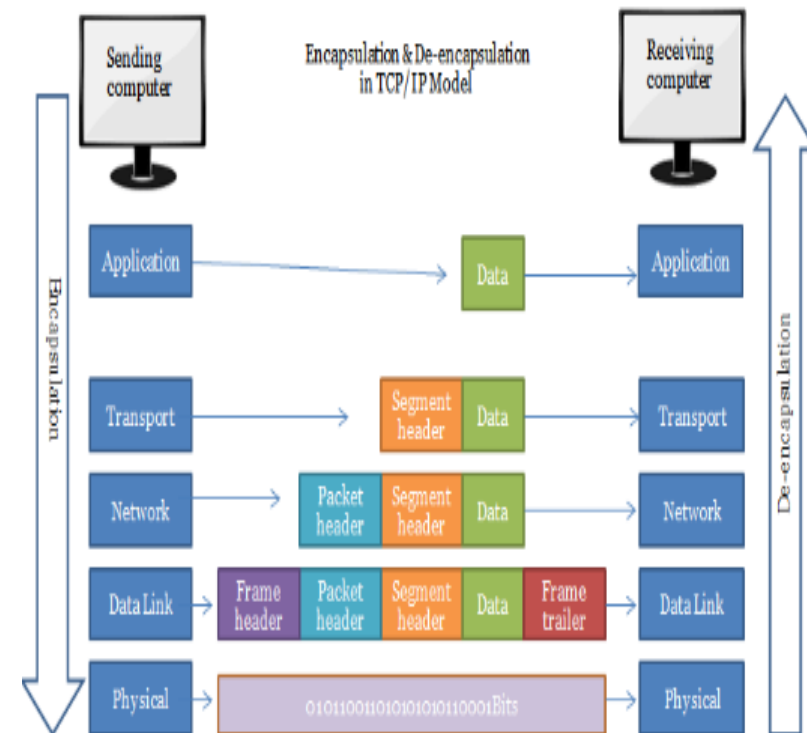 Sending
computer
Encapsulation & De-encapsulation
in TCP/IP Model
Receiving
computer
Encapsulation
De-encapsulation
Application
Data
Application
Transport
Segment
header
Data
Transport
Network
Packet
header
Segment
header
Data
Network
Data Link
Frame
header
Packet
header
Segment
header
Data
Frame
trailer
Data Link
Physical
010110011010101010110001Bits
Physical